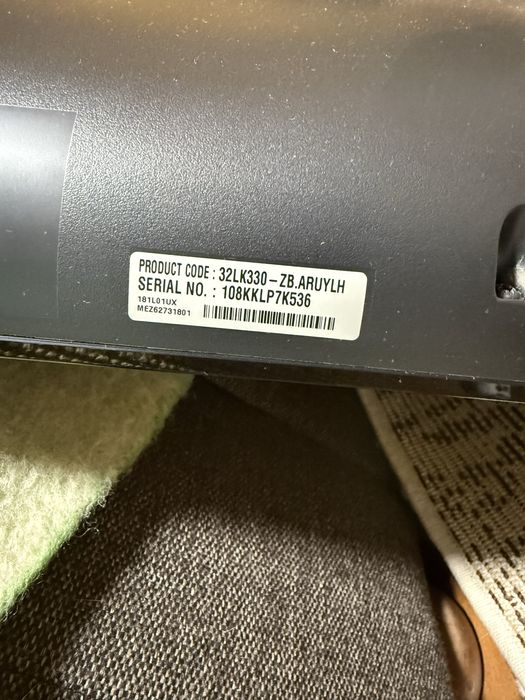 PRODUCT CODE : 32LK330-ZB.ARUYLH
SERIAL NO. : 108KKLP7K536
181L01UX
MEZ62731801